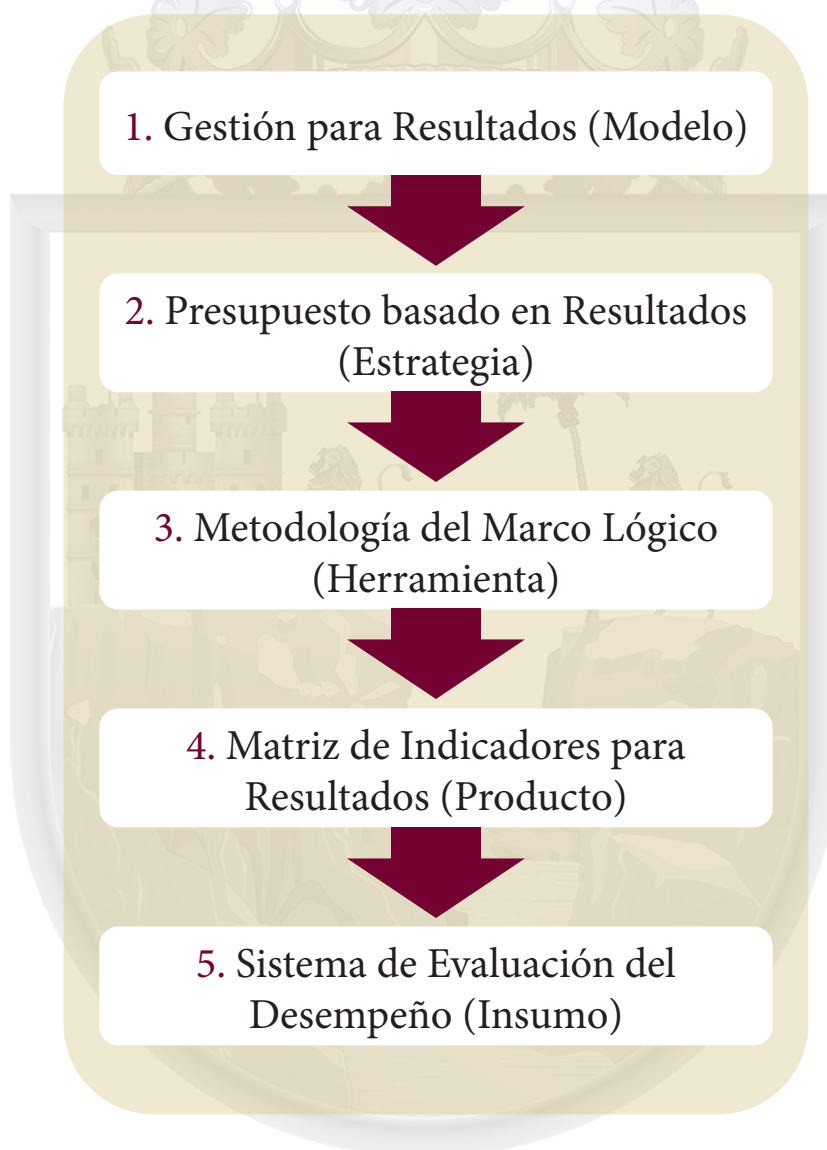 1. Gestión para Resultados (Modelo)
2. Presupuesto basado en Resultados
(Estrategia)
3. Metodología del Marco Lógico
(Herramienta)
4. Matriz de Indicadores para
Resultados (Producto)
5. Sistema de Evaluación del
Desempeño (Insumo)